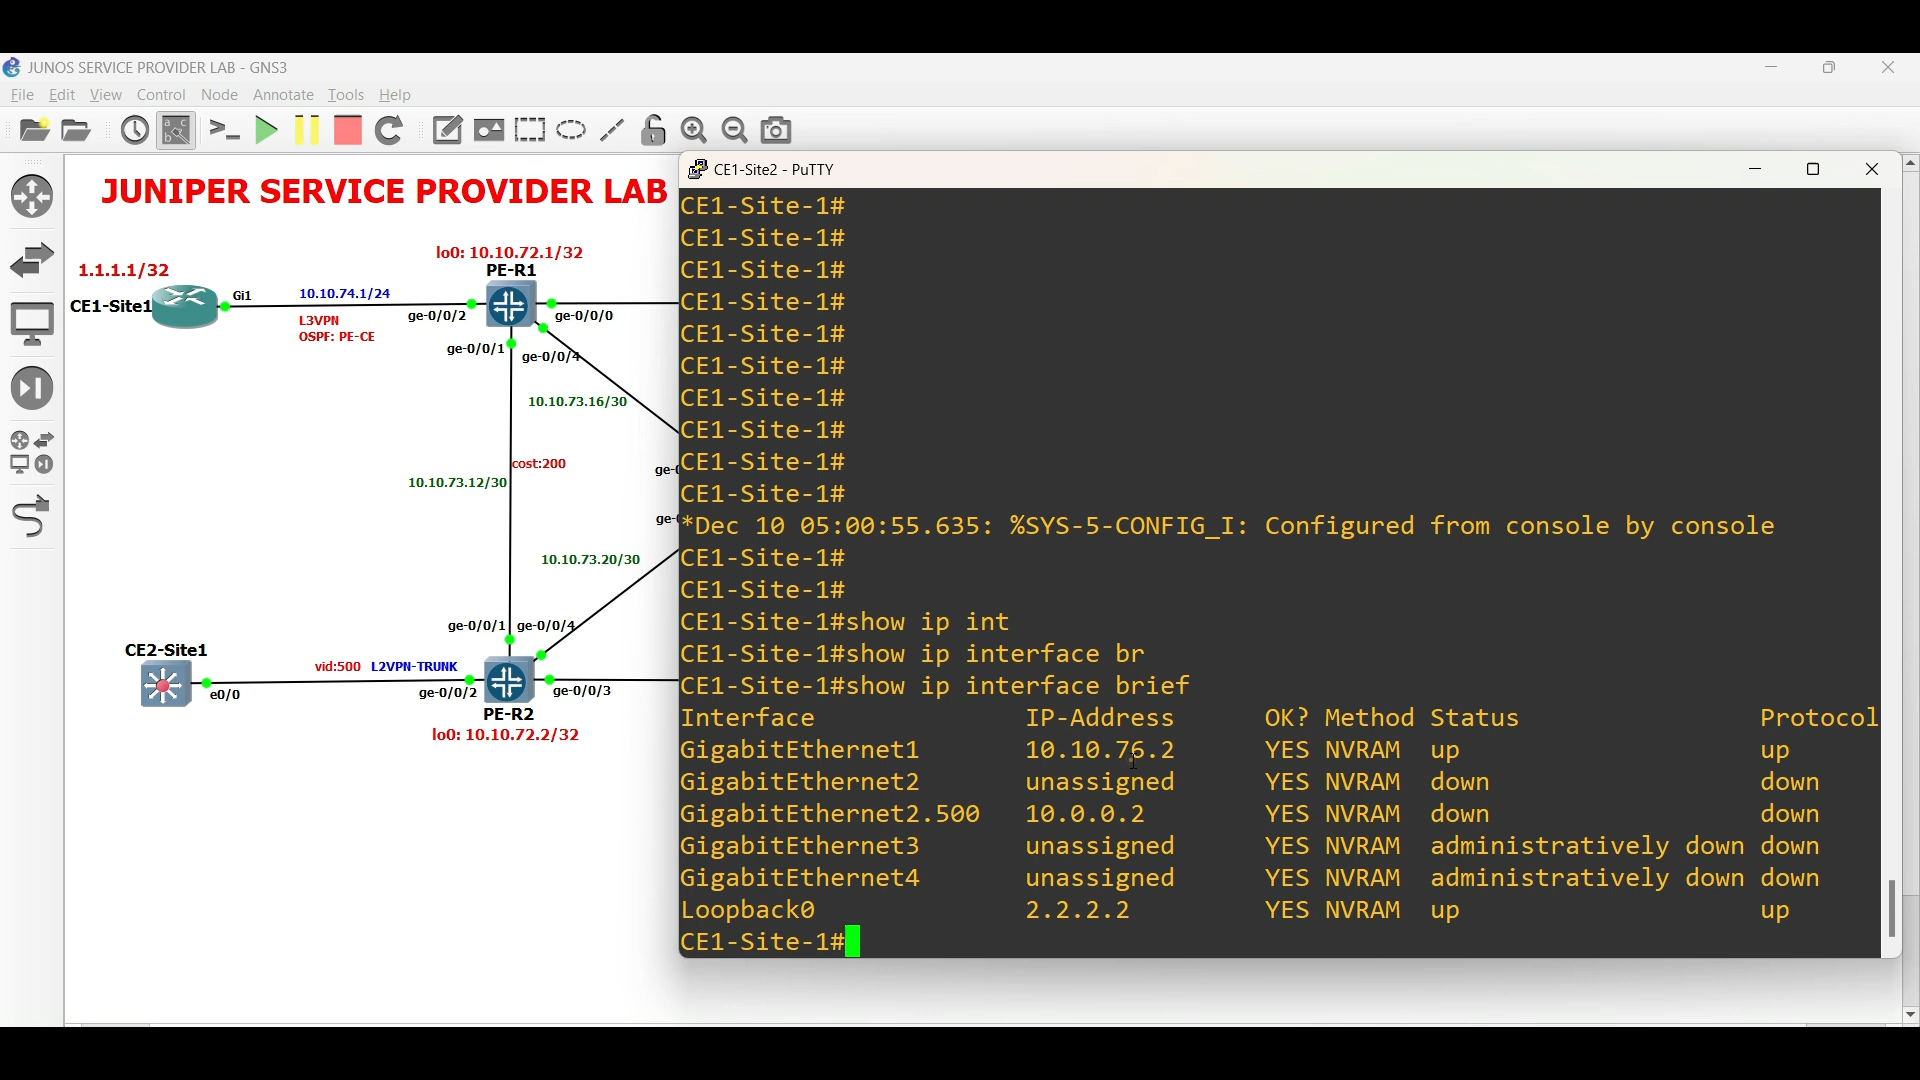 JUNOS SERVICE PROVIDER LAB - GNS3
File Edit View Control Node Annotate Tools Help
JUNIPER SERVICE PROVIDER LAB
lo0: 10.10.72.1/32
PE-R1
1.1.1.1/32
CE1-Site1
Gi1
10.10.74.1/24
L3VPN
OSPF: PE-CE
ge-0/0/2
ge-0/0/0
ge-0/0/1
ge-0/0/4
10.10.73.16/30
cost:200
10.10.73.12/30
10.10.73.20/30
ge-0/0/1
ge-0/0/4
CE2-Site1
e0/0
vid:500 L2VPN-TRUNK
ge-0/0/2
ge-0/0/3
PE-R2
lo0: 10.10.72.2/32
CE1-Site2 - PuTTY
CE1-Site-1#
CE1-Site-1#
CE1-Site-1#
CE1-Site-1#
CE1-Site-1#
CE1-Site-1#
CE1-Site-1#
CE1-Site-1#
CE1-Site-1#
CE1-Site-1#
*Dec 10 05:00:55.635: %SYS-5-CONFIG_I: Configured from console by console
CE1-Site-1#
CE1-Site-1#
CE1-Site-1#show ip int
CE1-Site-1#show ip interface br
CE1-Site-1#show ip interface brief
Interface IP-Address OK? Method Status Protocol
GigabitEthernet1 10.10.76.2 YES NVRAM up up
GigabitEthernet2 unassigned YES NVRAM down down
GigabitEthernet2.500 10.0.0.2 YES NVRAM down down
GigabitEthernet3 unassigned YES NVRAM administratively down down
GigabitEthernet4 unassigned YES NVRAM administratively down down
Loopback0 2.2.2.2 YES NVRAM up up
CE1-Site-1#